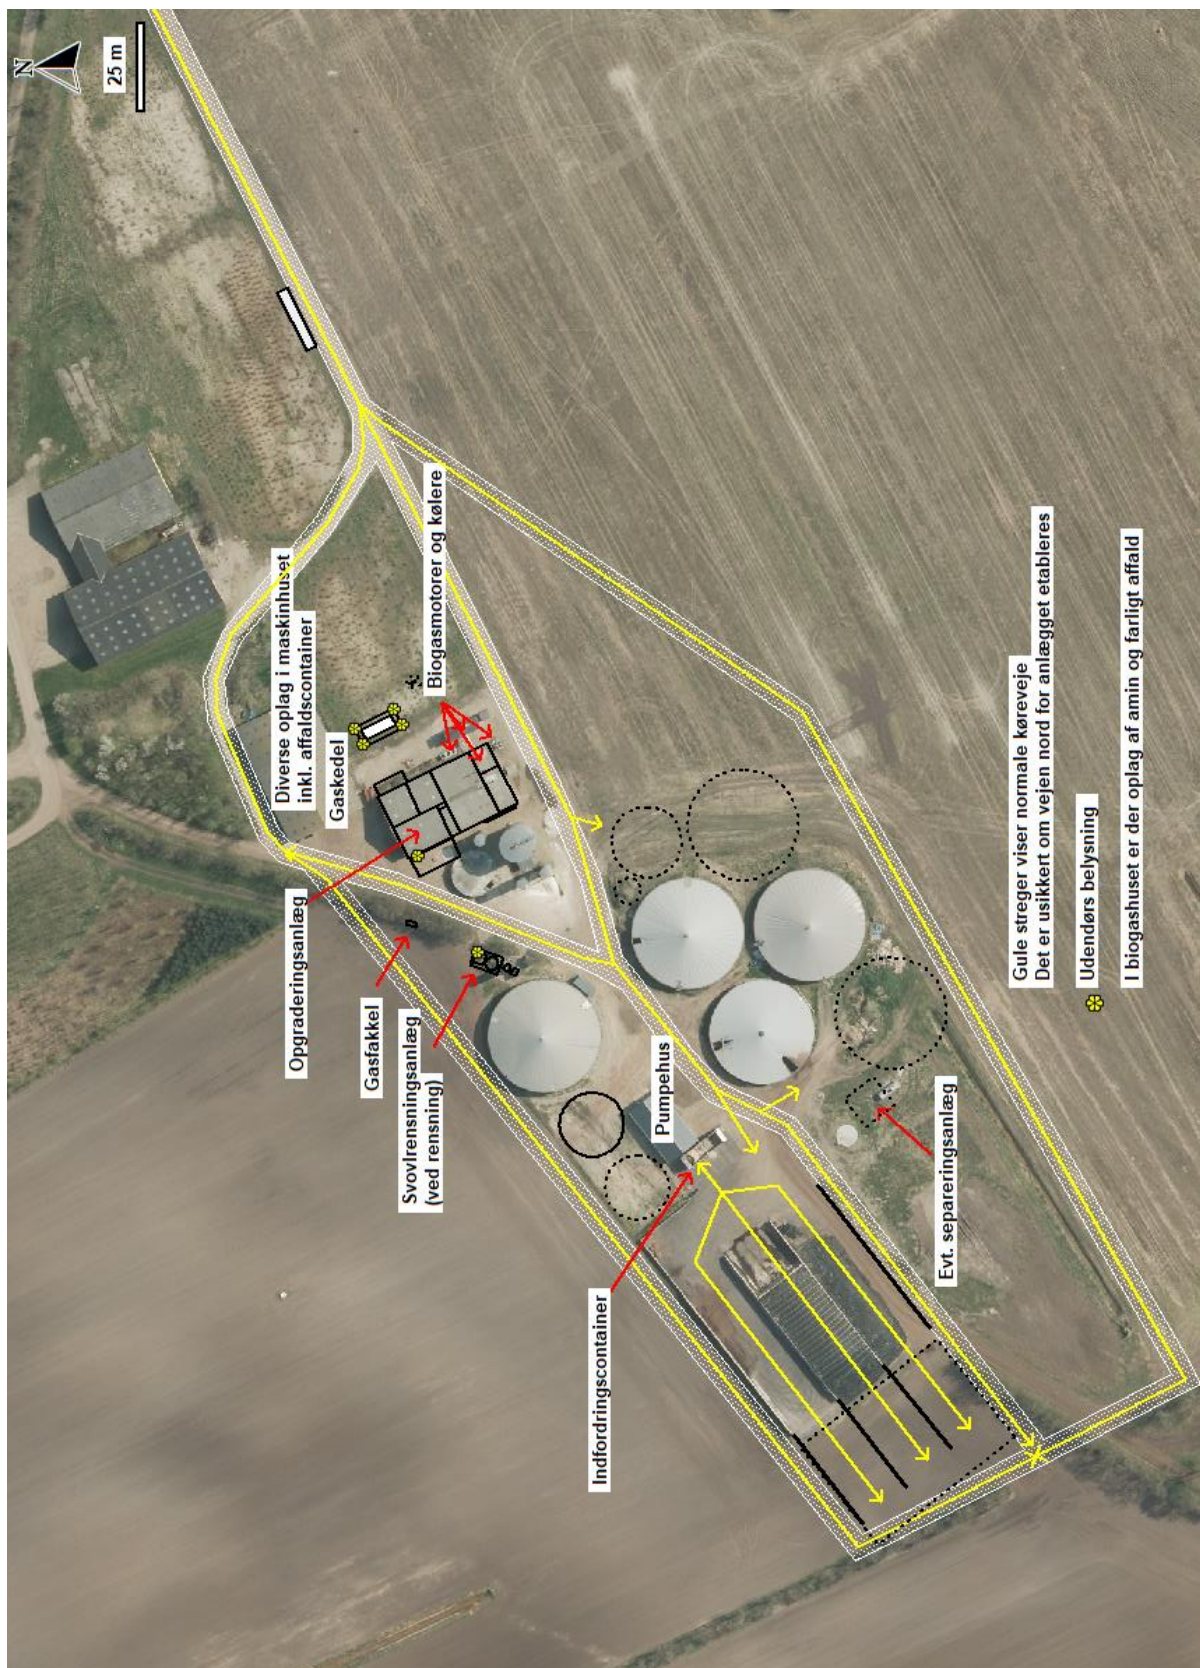 N
25 m
Diverse oplag i maskinhuset
inkl. affaldscontainer
Opgraderingsanlæg
Gaskedel
Gasfakkel
Svovlrensningsanlæg
(ved rensning)
Biogasmotorer og kølere
Indfordringscontainer
Pumpehus
Evt. separeringsanlæg
Gule streger viser normale køreveje
Det er usikkert om vejen nord for anlægget etableres
Udendørs belysning
I biogashuset er der oplag af amin og farligt affald